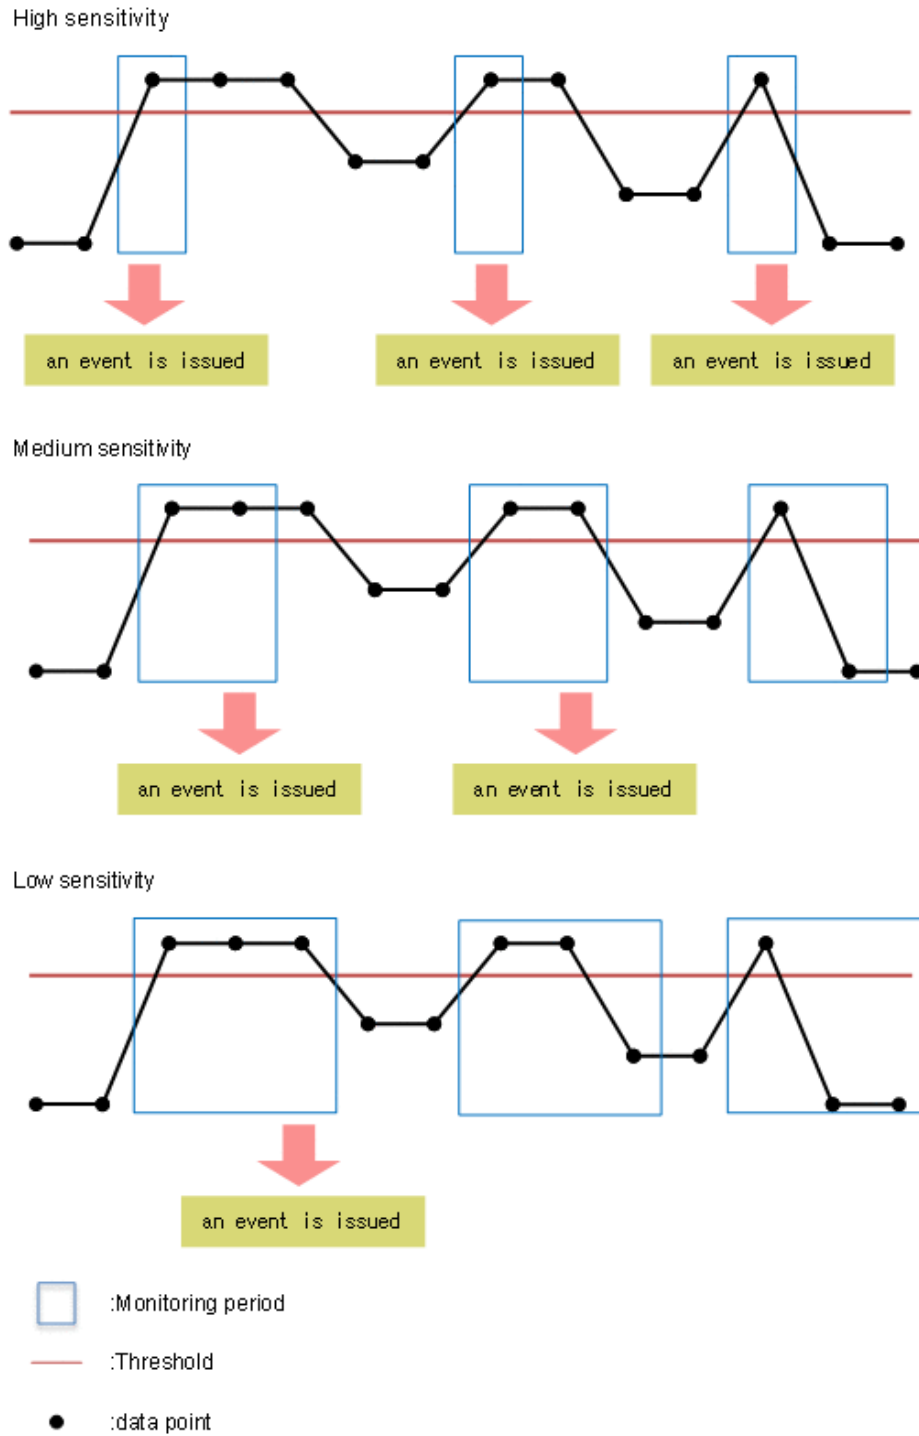 High sensitivity
an event is issued
an event is issued
an event is issued
Medium sensitivity
an event is issued
an event is issued
Low sensitivity
an event is issued
:Monitoring period
:Threshold
:data point